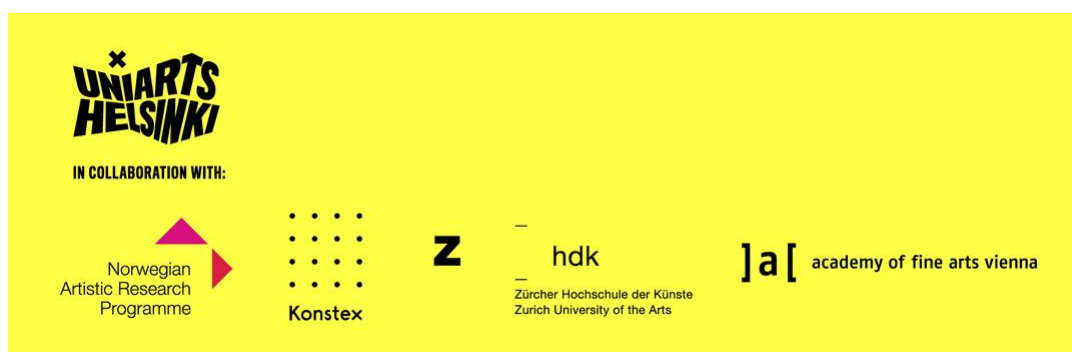 UNIARTS
HELSINKI
IN COLLABORATION WITH:
Norwegian
Artistic Research
Programme
Konstex
z
hdk
Zürcher Hochschule der Künste
Zurich University of the Arts
]a[ academy of fine arts vienna